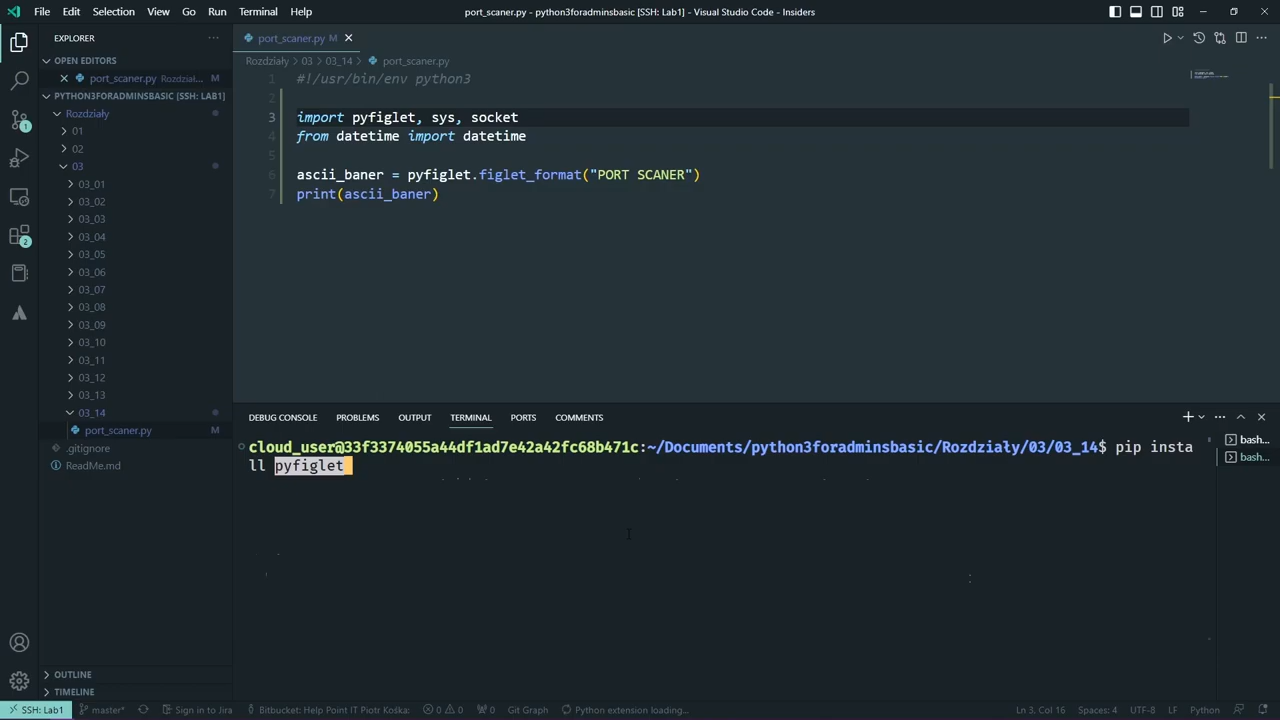 File Edit Selection View Go Run Terminal Help
port_scaner.py - python3foradminsbasic [SSH: Lab1] - Visual Studio Code - Insiders
EXPLORER
OPEN EDITORS
port_scaner.py Rozdzia... M
PYTHON3FORADMINSBASIC [SSH: LAB1]
Rozdziały
01
02
03
03_01
03_02
03_03
03_04
03_05
03_06
03_07
03_08
03_09
03_10
03_11
03_12
03_13
03_14
port_scaner.py M
.gitignore
ReadMe.md
OUTLINE
TIMELINE
1
2
port_scaner.py M
Rozdziały > 03 > 03_14 > port_scaner.py
1 #!/usr/bin/env python3
2
3 import pyfiglet, sys, socket
4 from datetime import datetime
5
6 ascii_baner = pyfiglet.figlet_format("PORT SCANER")
7 print(ascii_baner)
DEBUG CONSOLE PROBLEMS OUTPUT TERMINAL PORTS COMMENTS
cloud_user@33f3374055a44df1ad7e42a42fc68b471c:~/Documents/python3foradminsbasic/Rozdziały/03/03_14$ pip insta
ll pyfiglet
bash...
bash...
SSH: Lab1 master* Sign in to Jira Bitbucket: Help Point IT Piotr Kośka: 0 0 0 Git Graph Python extension loading... Ln 3, Col 16 Spaces: 4 UTF-8 LF Python